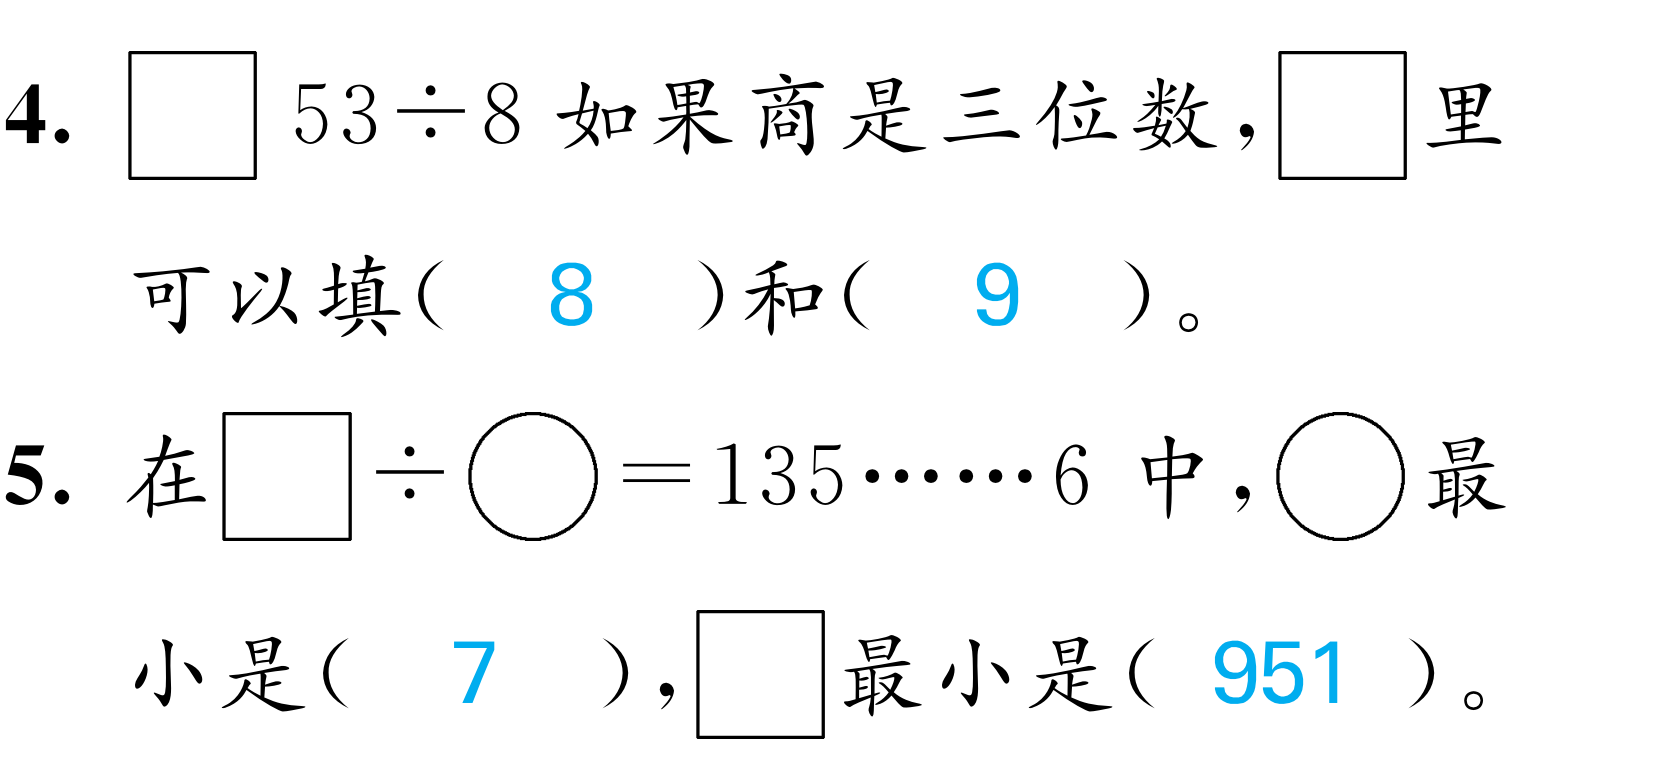 4. □53÷8 如果商是三位数,□里
可以填( 8 )和( 9 )。
5. 在□÷○=135……6 中,○最
小是( 7 ),□最小是( 951 )。